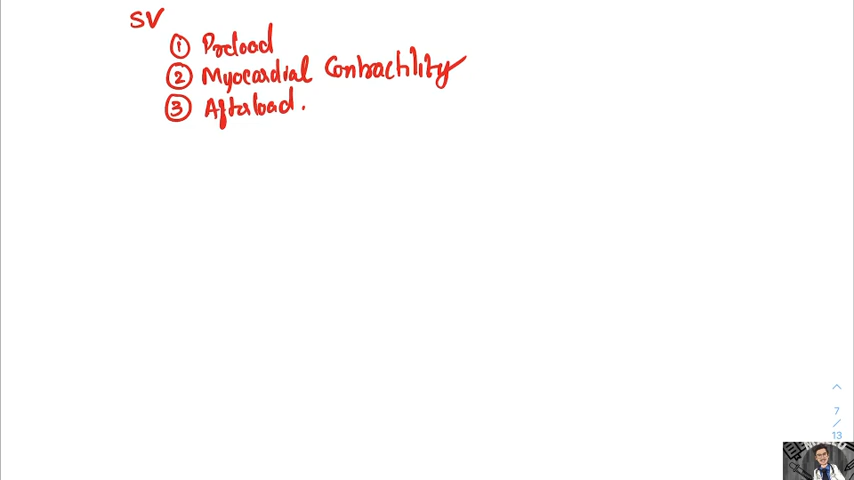 SV
① Preload
② Myocardial Contractility
③ Afterload.
7
/
13